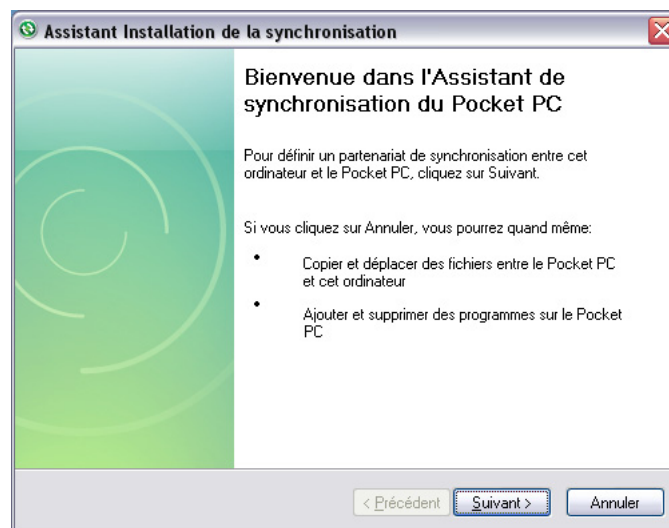 Assistant Installation de la synchronisation
Bienvenue dans l'Assistant de
synchronisation du Pocket PC
Pour définir un partenariat de synchronisation entre cet
ordinateur et le Pocket PC, cliquez sur Suivant.
Si vous cliquez sur Annuler, vous pourrez quand même:
• Copier et déplacer des fichiers entre le Pocket PC
et cet ordinateur
• Ajouter et supprimer des programmes sur le Pocket
PC
< Précédent Suivant > Annuler